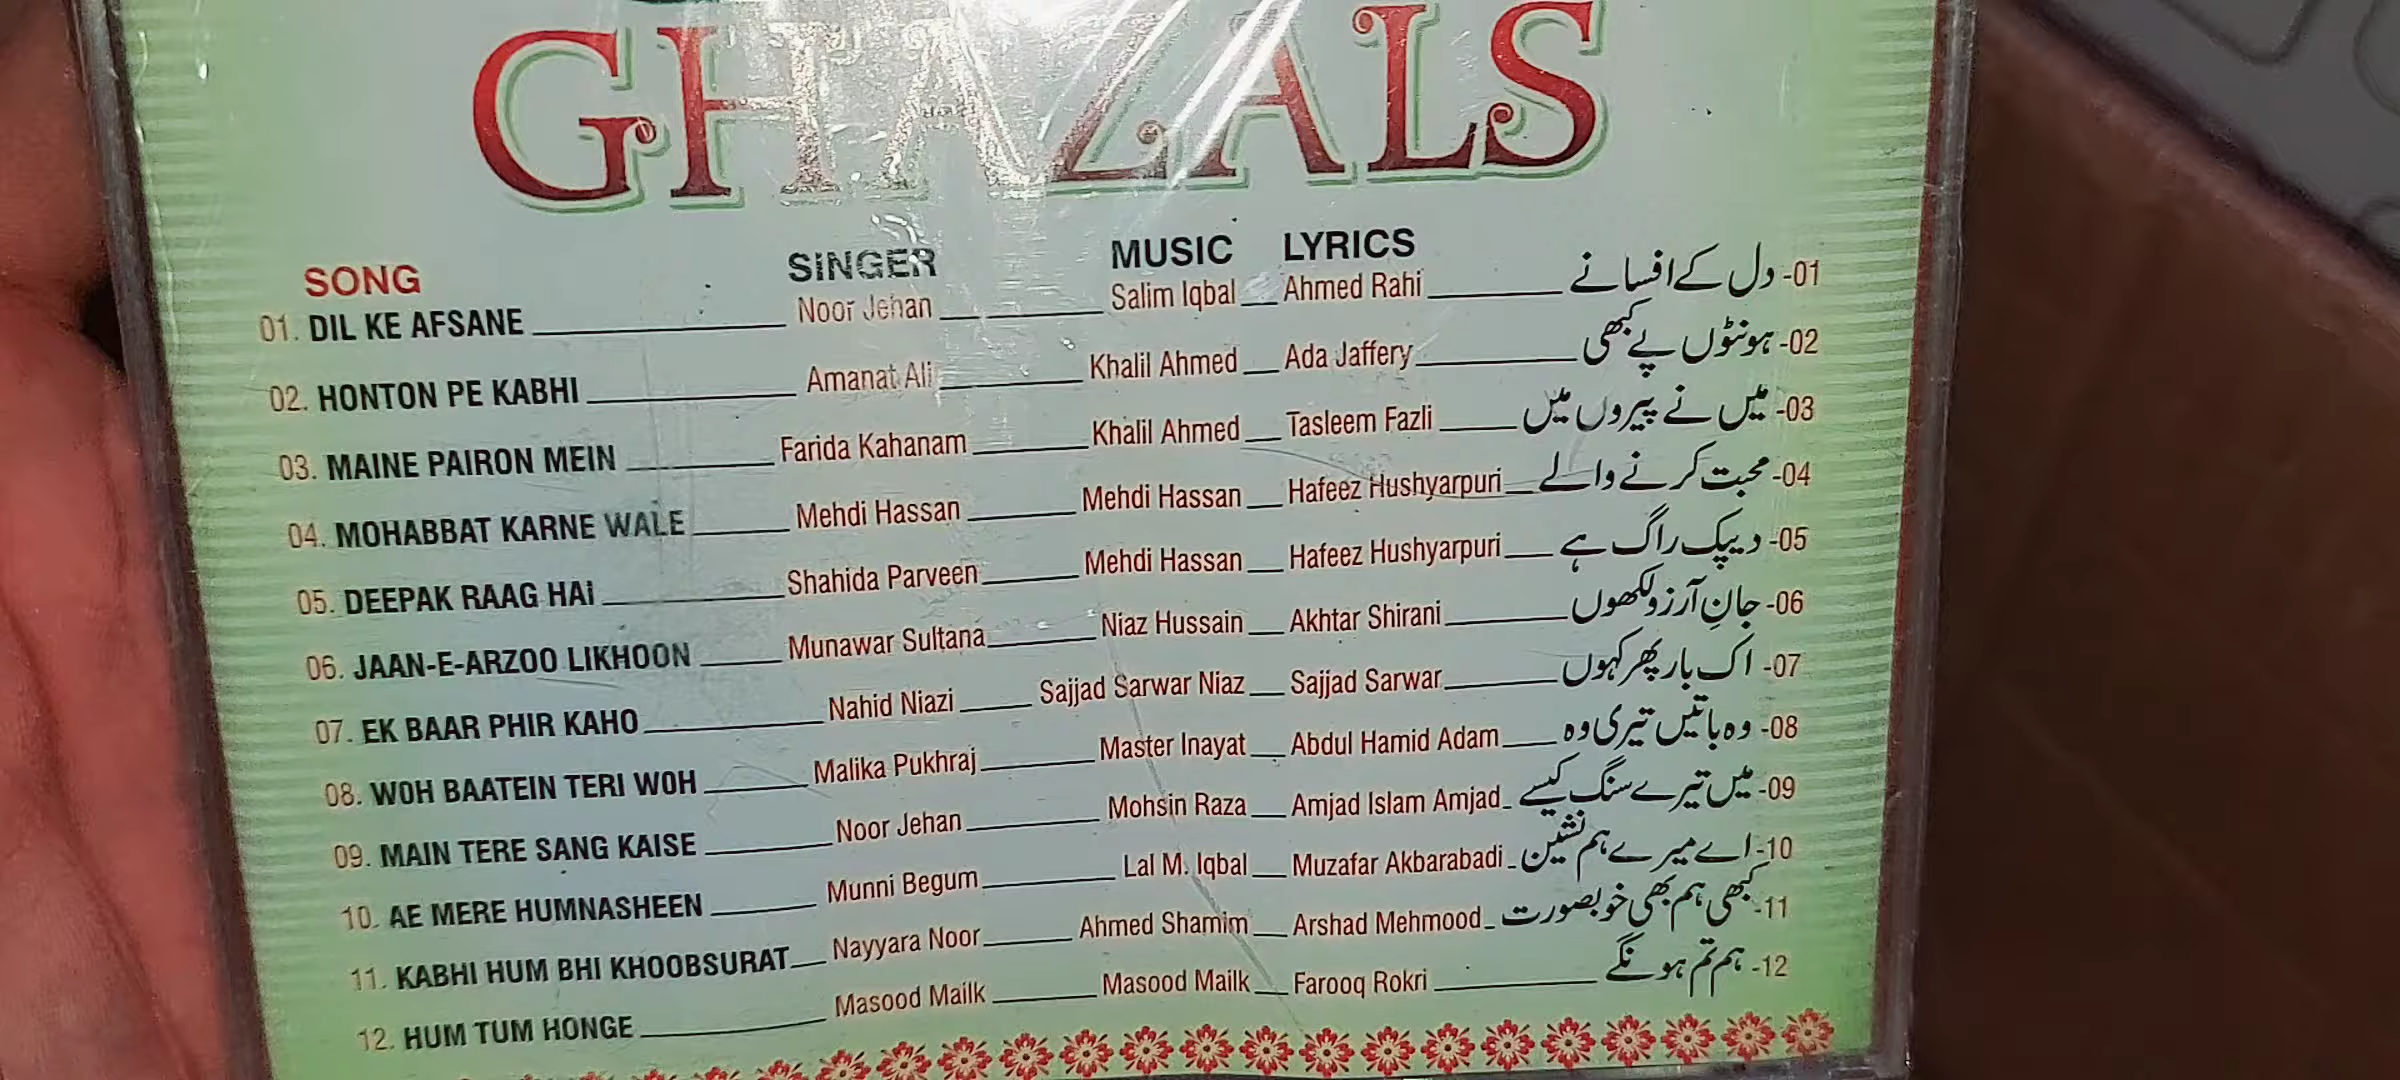 GHAZALS
SONG SINGER MUSIC LYRICS
01. DIL KE AFSANE Noor Jehan Salim Iqbal Ahmed Rahi دل کے افسانے -01
02. HONTON PE KABHI Amanat Ali Khalil Ahmed Ada Jaffery ہونٹوں پے کبھی -02
03. MAINE PAIRON MEIN Farida Kahanam Khalil Ahmed Tasleem Fazli میں نے پیروں میں -03
04. MOHABBAT KARNE WALE Mehdi Hassan Mehdi Hassan Hafeez Hushyarpuri محبت کرنے والے -04
05. DEEPAK RAAG HAI Shahida Parveen Mehdi Hassan Hafeez Hushyarpuri دیپک راگ ہے -05
06. JAAN-E-ARZOO LIKHOON Munawar Sultana Niaz Hussain Akhtar Shirani جانِ آرزو لکھوں -06
07. EK BAAR PHIR KAHO Nahid Niazi Sajjad Sarwar Niaz Sajjad Sarwar اک بار پھر کہوں -07
08. WOH BAATEIN TERI WOH Malika Pukhraj Master Inayat Abdul Hamid Adam وہ باتیں تیری وہ -08
09. MAIN TERE SANG KAISE Noor Jehan Mohsin Raza Amjad Islam Amjad میں تیرے سنگ کیسے -09
10. AE MERE HUMNASHEEN Munni Begum Lal M. Iqbal Muzafar Akbarabadi اے میرے ہم نشین -10
11. KABHI HUM BHI KHOOBSURAT Nayyara Noor Ahmed Shamim Arshad Mehmood کبھی ہم بھی خوبصورت -11
12. HUM TUM HONGE Masood Mailk Masood Mailk Farooq Rokri ہم تم ہونگے -12